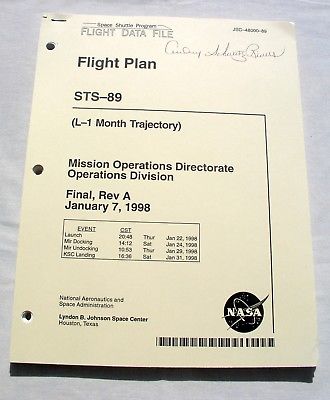 Space Shuttle Program
FLIGHT DATA FILE
JSC-48000-89
Flight Plan
STS–89
(L–1 Month Trajectory)
Mission Operations Directorate
Operations Division
Final, Rev A
January 7, 1998
EVENT CST
Launch 20:48 Thur Jan 22, 1998
Mir Docking 14:12 Sat Jan 24, 1998
Mir Undocking 10:53 Thur Jan 29, 1998
KSC Landing 16:36 Sat Jan 31, 1998
National Aeronautics and
Space Administration
Lyndon B. Johnson Space Center
Houston, Texas
NASA